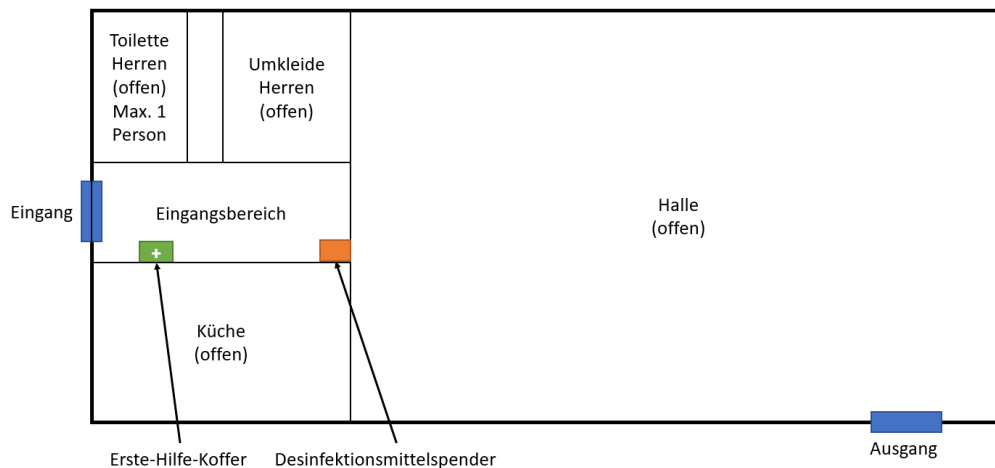 Toilette
Herren
(offen)
Max. 1
Person
Umkleide
Herren
(offen)
Eingang
Eingangsbereich
Halle
(offen)
Küche
(offen)
Ausgang
Erste-Hilfe-Koffer
Desinfektionsmittelspender